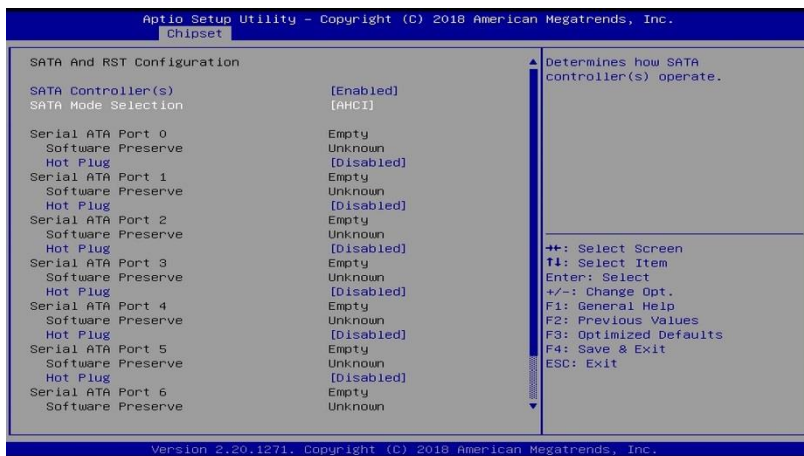 Aptio Setup Utility – Copyright (C) 2018 American Megatrends, Inc.
Chipset
SATA And RST Configuration
SATA Controller(s) [Enabled]
SATA Mode Selection [AHCI]
Serial ATA Port 0 Empty
Software Preserve Unknown
Hot Plug [Disabled]
Serial ATA Port 1 Empty
Software Preserve Unknown
Hot Plug [Disabled]
Serial ATA Port 2 Empty
Software Preserve Unknown
Hot Plug [Disabled]
Serial ATA Port 3 Empty
Software Preserve Unknown
Hot Plug [Disabled]
Serial ATA Port 4 Empty
Software Preserve Unknown
Hot Plug [Disabled]
Serial ATA Port 5 Empty
Software Preserve Unknown
Hot Plug [Disabled]
Serial ATA Port 6 Empty
Software Preserve Unknown
Determines how SATA
controller(s) operate.
→←: Select Screen
↑↓: Select Item
Enter: Select
+/-: Change Opt.
F1: General Help
F2: Previous Values
F3: Optimized Defaults
F4: Save & Exit
ESC: Exit
Version 2.20.1271. Copyright (C) 2018 American Megatrends, Inc.